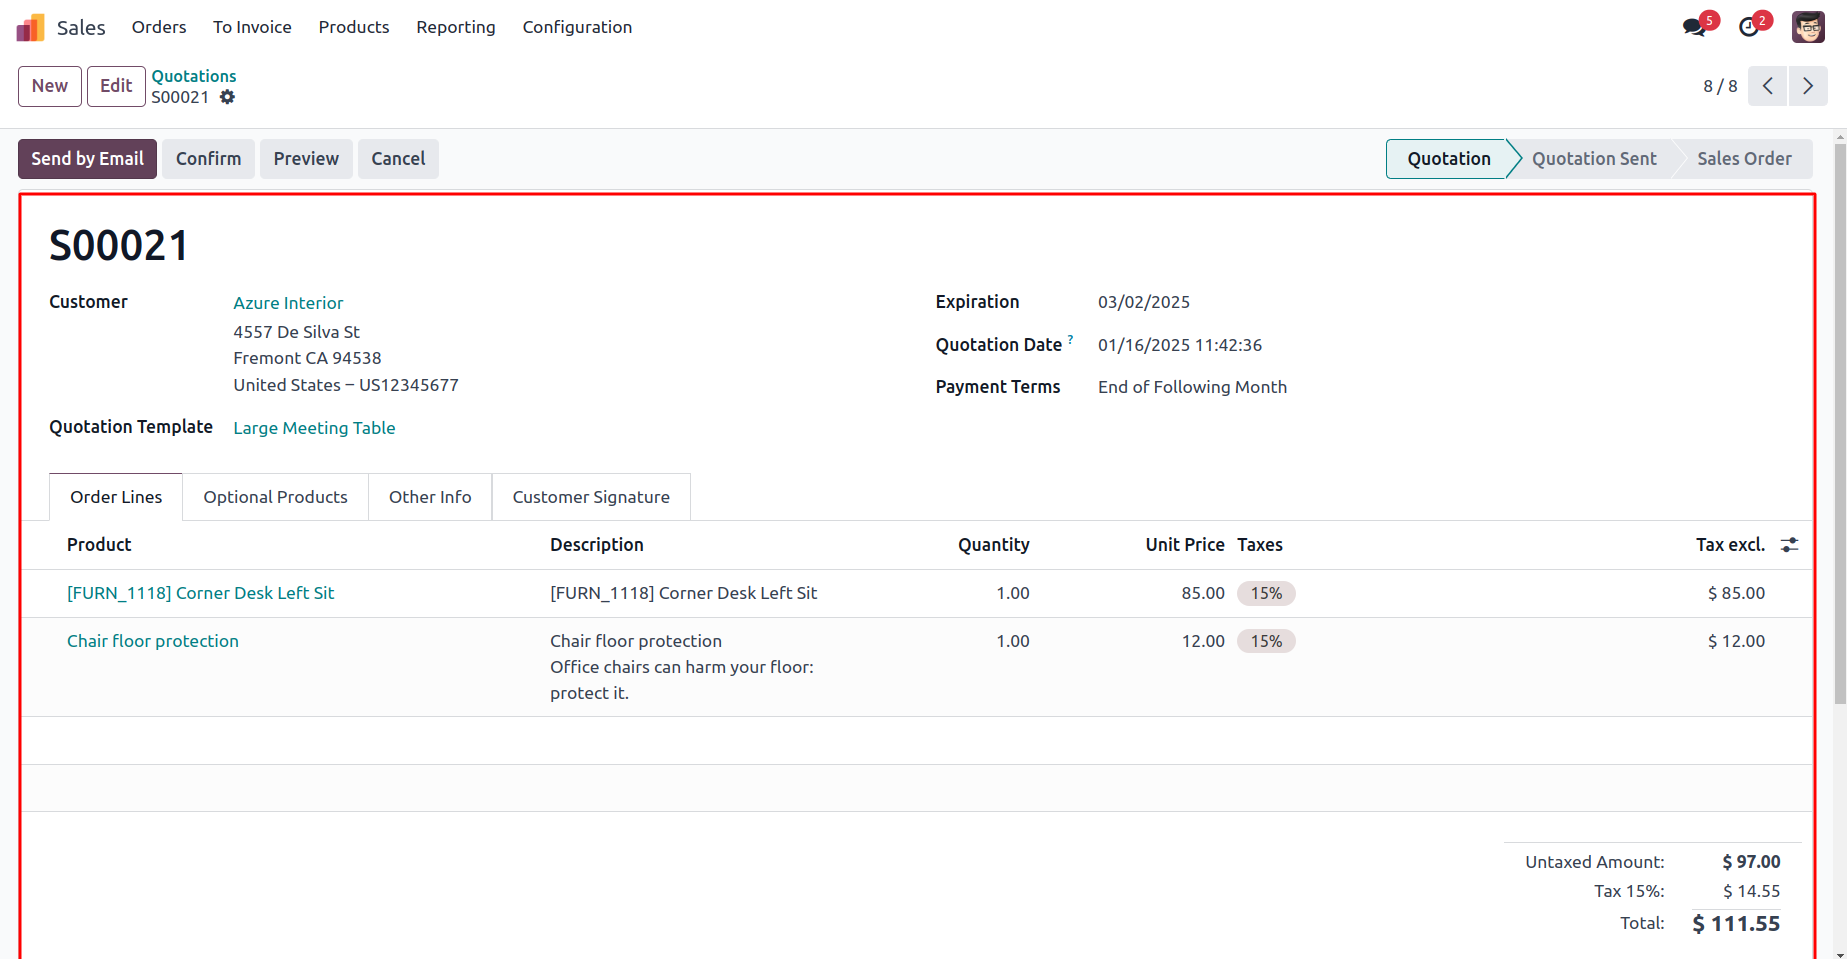 Sales Orders To Invoice Products Reporting Configuration 5 2
New Edit Quotations
S00021 8 / 8
Send by Email Confirm Preview Cancel Quotation Quotation Sent Sales Order
S00021
Customer Azure Interior Expiration 03/02/2025
4557 De Silva St
Fremont CA 94538 Quotation Date ? 01/16/2025 11:42:36
United States – US12345677 Payment Terms End of Following Month
Quotation Template Large Meeting Table
Order Lines Optional Products Other Info Customer Signature
Product Description Quantity Unit Price Taxes Tax excl.
[FURN_1118] Corner Desk Left Sit [FURN_1118] Corner Desk Left Sit 1.00 85.00 15% $ 85.00
Chair floor protection Chair floor protection 1.00 12.00 15% $ 12.00
Office chairs can harm your floor:
protect it.
Untaxed Amount: $ 97.00
Tax 15%: $ 14.55
Total: $ 111.55